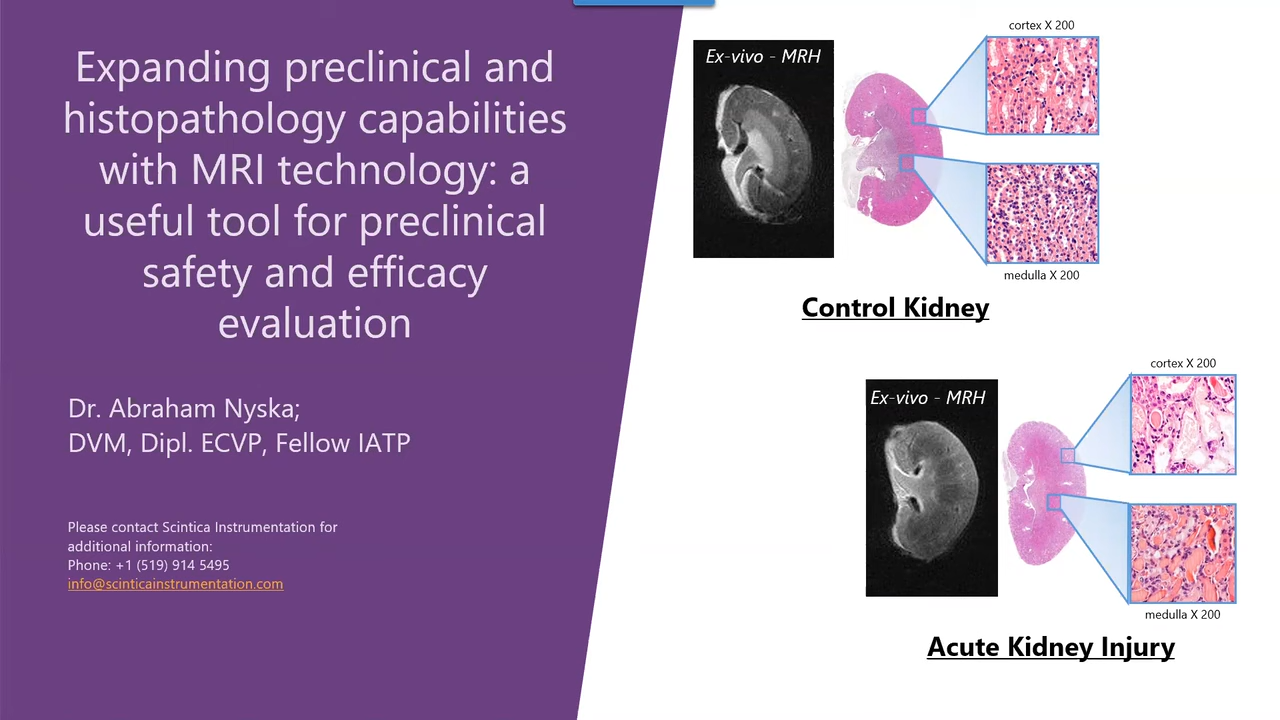 Expanding preclinical and
histopathology capabilities
with MRI technology: a
useful tool for preclinical
safety and efficacy
evaluation
Dr. Abraham Nyska;
DVM, Dipl. ECVP, Fellow IATP
Please contact Scintica Instrumentation for
additional information:
Phone: +1 (519) 914 5495
info@scinticainstrumentation.com
cortex X 200
Ex-vivo - MRH
medulla X 200
Control Kidney
cortex X 200
Ex-vivo - MRH
medulla X 200
Acute Kidney Injury